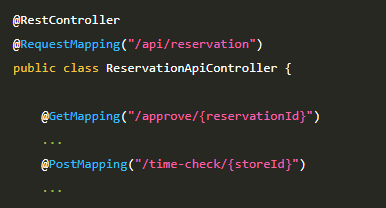 @RestController
@RequestMapping("/api/reservation")
public class ReservationApiController {
@GetMapping("/approve/{reservationId}")
...
@PostMapping("/time-check/{storeId}")
...